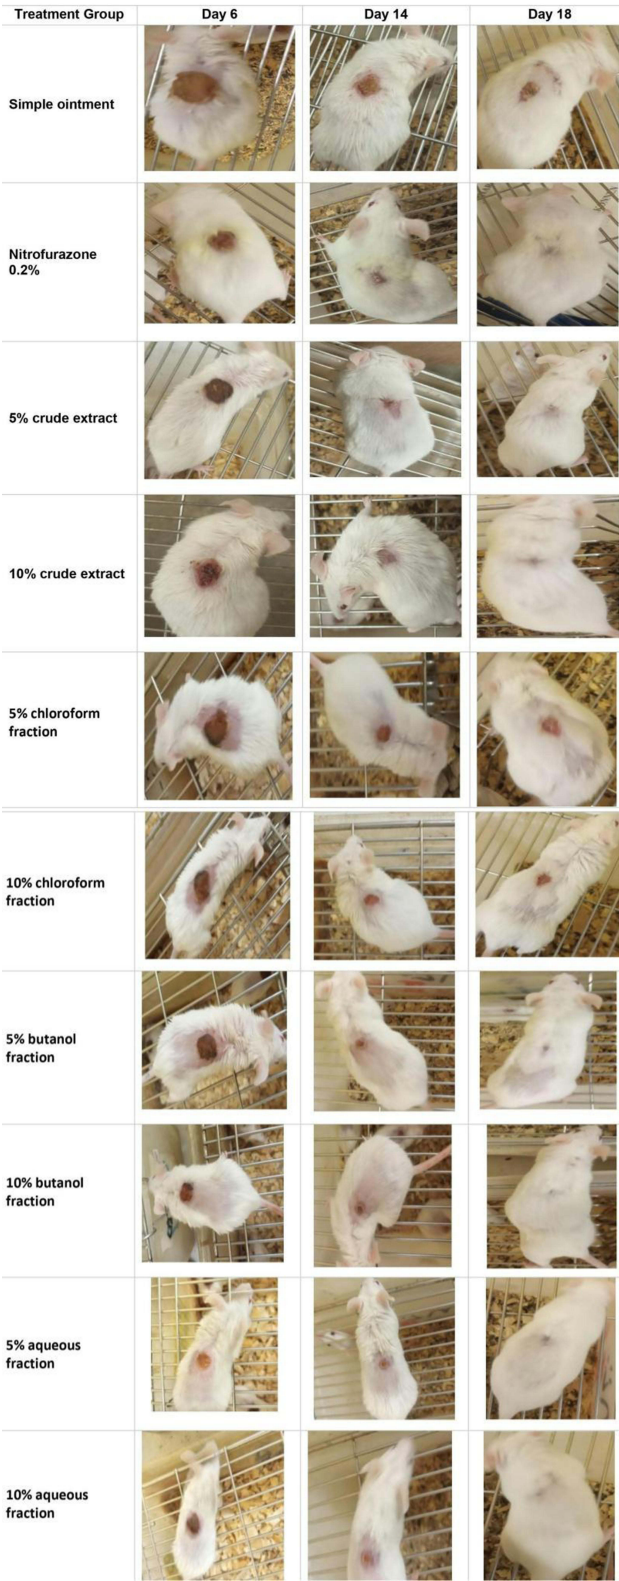 Treatment Group Day 6 Day 14 Day 18
Simple ointment
Nitrofurazone
0.2%
5% crude extract
10% crude extract
5% chloroform
fraction
10% chloroform
fraction
5% butanol
fraction
10% butanol
fraction
5% aqueous
fraction
10% aqueous
fraction